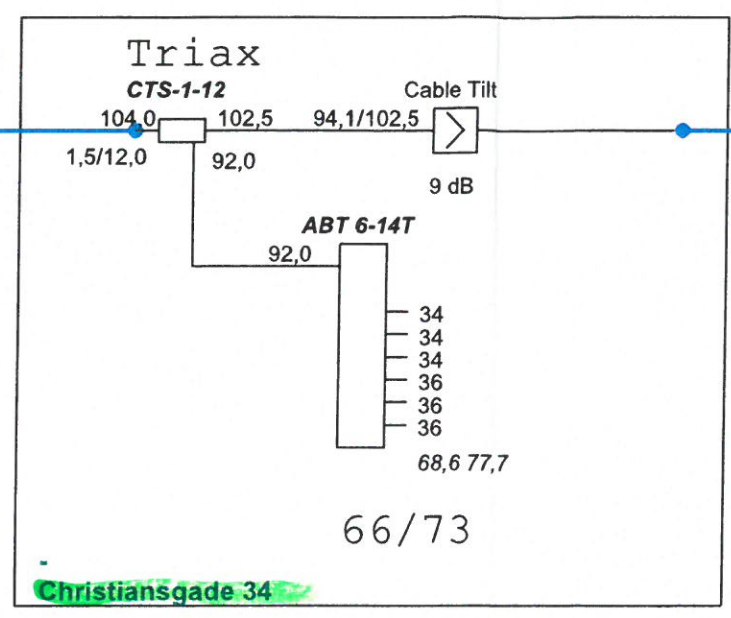 Triax
CTS-1-12
Cable Tilt
104,0
102,5
94,1/102,5
1,5/12,0
92,0
9 dB
ABT 6-14T
92,0
34
34
34
36
36
36
68,6 77,7
66/73
Christiansgade 34